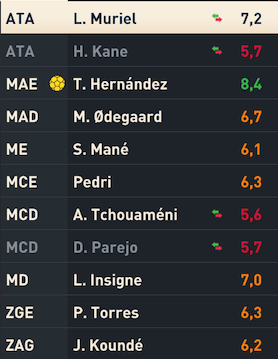 ATA L. Muriel 7,2
ATA H. Kane 5,7
MAE T. Hernández 8,4
MAD M. Ødegaard 6,7
ME S. Mané 6,1
MCE Pedri 6,3
MCD A. Tchouaméni 5,6
MCD D. Parejo 5,7
MD L. Insigne 7,0
ZGE P. Torres 6,3
ZAG J. Koundé 6,2